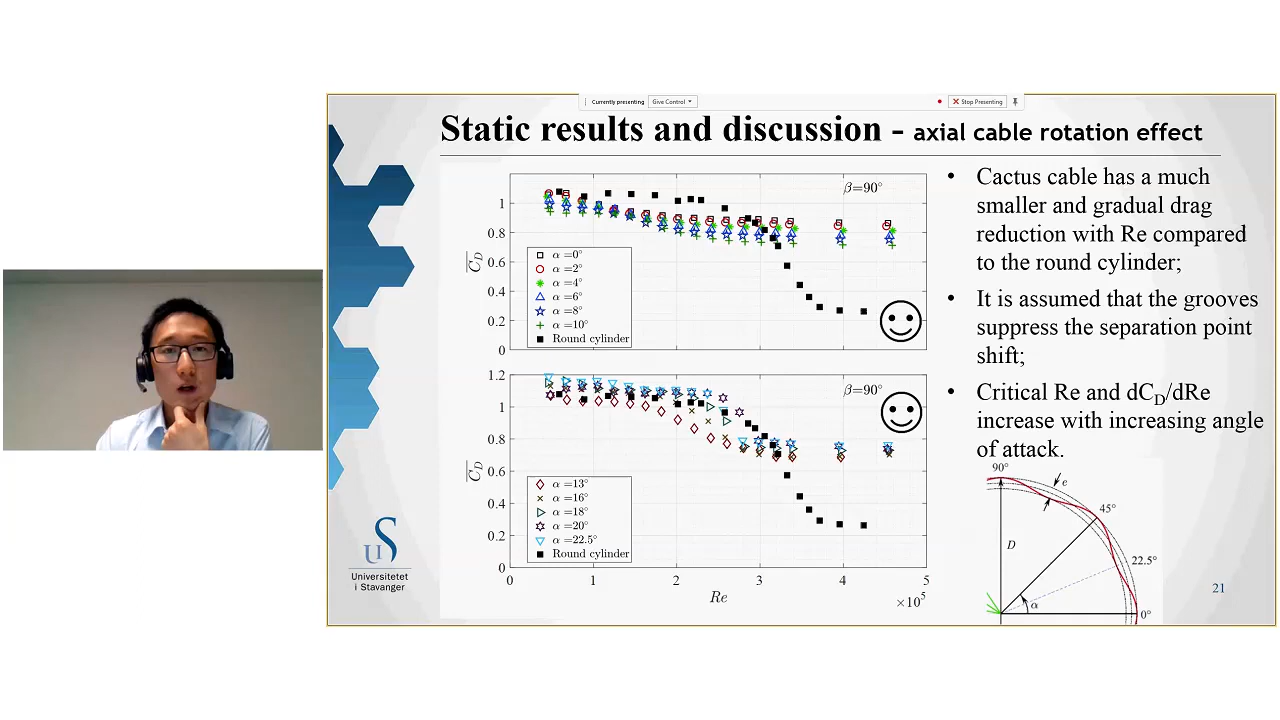 Currently presenting Give Control Stop Presenting
Static results and discussion – axial cable rotation effect
β=90°
1
0.8
0.6
0.4
0.2
0
C_D
α =0°
α =2°
α =4°
α =6°
α =8°
α =10°
Round cylinder
β=90°
1.2
1
0.8
0.6
0.4
0.2
0
C_D
α =13°
α =16°
α =18°
α =20°
α =22.5°
Round cylinder
0 1 2 3 4 5
Re
×10⁵
• Cactus cable has a much
smaller and gradual drag
reduction with Re compared
to the round cylinder;
• It is assumed that the grooves
suppress the separation point
shift;
• Critical Re and dC_D/dRe
increase with increasing angle
of attack.
90°
e
45°
D
22.5°
α
0°
US
Universitetet
i Stavanger
21